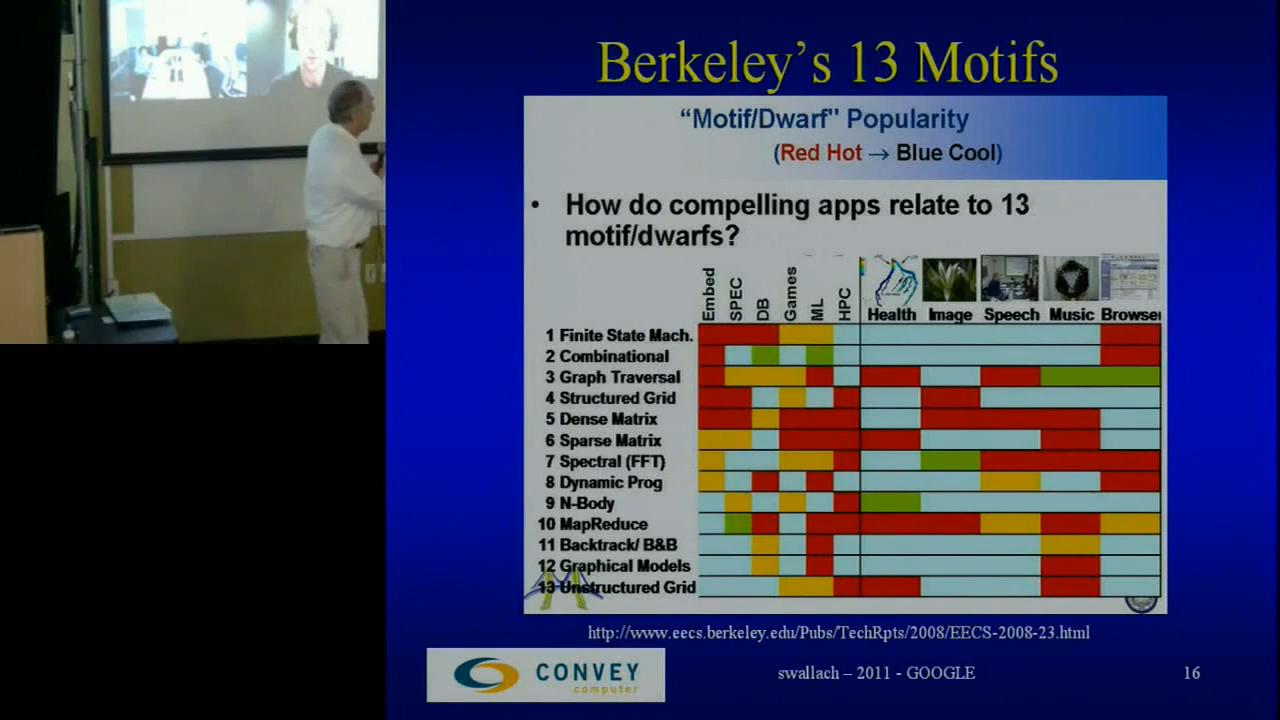 Berkeley's 13 Motifs
“Motif/Dwarf" Popularity
(Red Hot → Blue Cool)
• How do compelling apps relate to 13
motif/dwarfs?
Embed SPEC DB Games ML HPC Health Image Speech Music Browser
1 Finite State Mach.
2 Combinational
3 Graph Traversal
4 Structured Grid
5 Dense Matrix
6 Sparse Matrix
7 Spectral (FFT)
8 Dynamic Prog
9 N-Body
10 MapReduce
11 Backtrack/ B&B
12 Graphical Models
13 Unstructured Grid
http://www.eecs.berkeley.edu/Pubs/TechRpts/2008/EECS-2008-23.html
CONVEY
computer
swallach – 2011 - GOOGLE
16